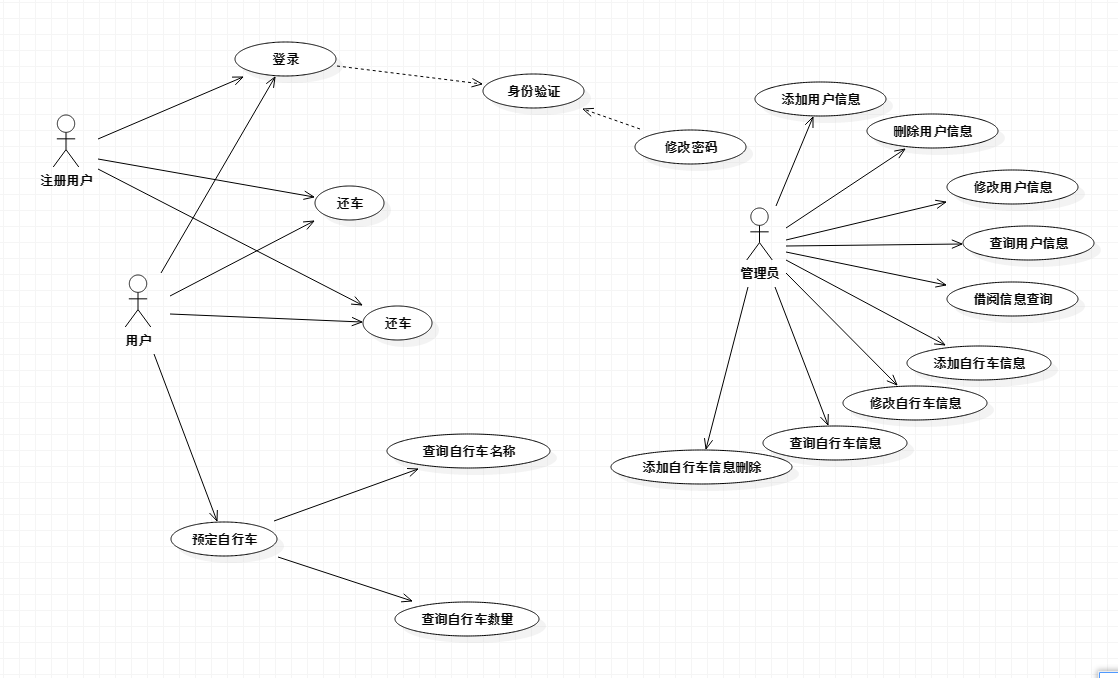 登录
身份验证
修改密码
注册用户
还车
用户
还车
查询自行车名称
预定自行车
查询自行车数量
添加用户信息
删除用户信息
修改用户信息
查询用户信息
管理员
借阅信息查询
添加自行车信息
修改自行车信息
查询自行车信息
添加自行车信息删除